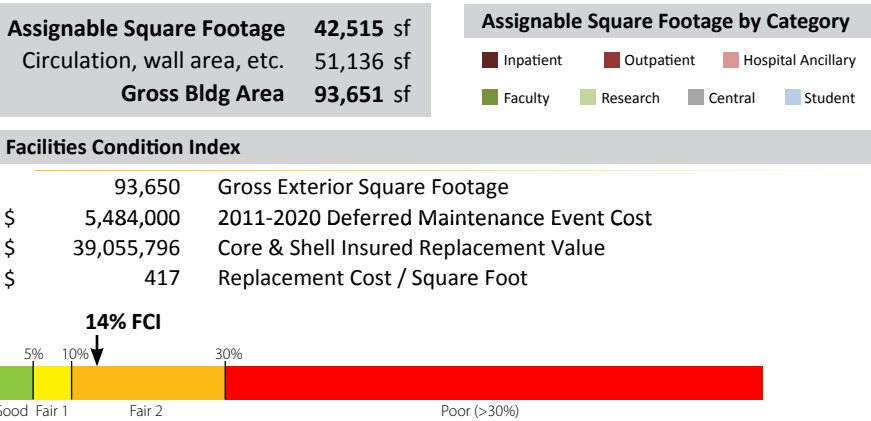 Assignable Square Footage 42,515 sf
Circulation, wall area, etc. 51,136 sf
Gross Bldg Area 93,651 sf
Assignable Square Footage by Category
Inpatient Outpatient Hospital Ancillary
Faculty Research Central Student
Facilities Condition Index
93,650 Gross Exterior Square Footage
$ 5,484,000 2011-2020 Deferred Maintenance Event Cost
$ 39,055,796 Core & Shell Insured Replacement Value
$ 417 Replacement Cost / Square Foot
14% FCI
5% 10% 30%
Good Fair 1 Fair 2 Poor (>30%)